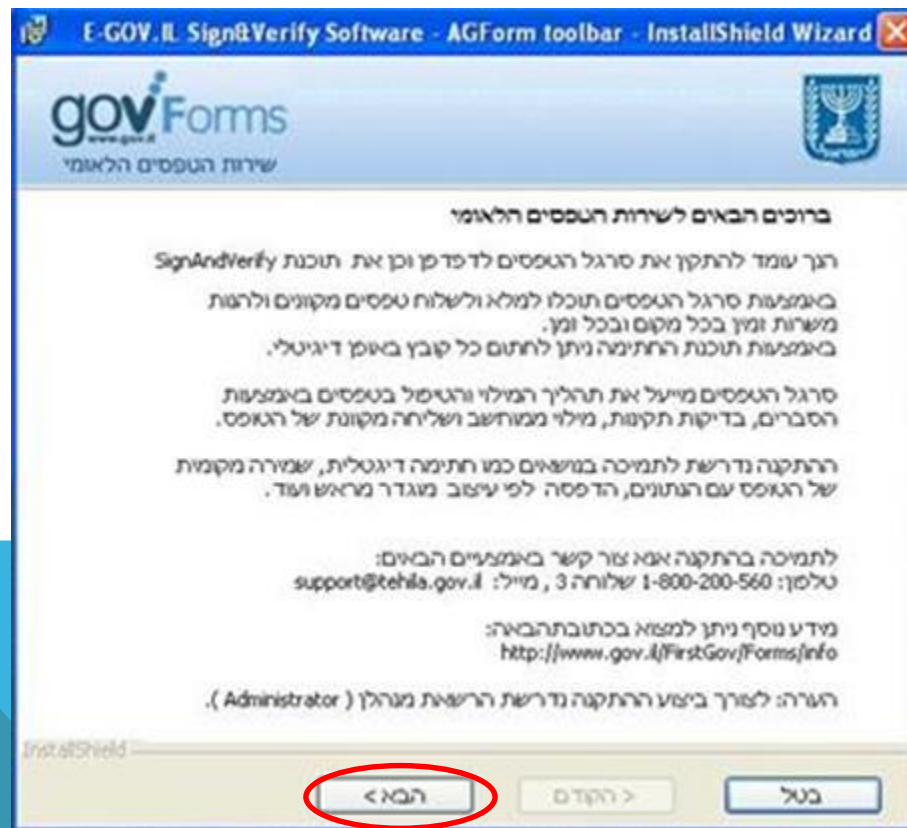 E-GOV.IL Sign&Verify Software - AGForm toolbar - InstallShield Wizard
govForms
www.gov.il
שירות הטפסים הלאומי
ברוכים הבאים לשירות הטפסים הלאומי
הנך עומד להתקין את סרגל הטפסים לדפדפן וכן את תוכנת SignAndVerify
באמצעות סרגל הטפסים תוכלו למלא ולשלוח טפסים מקוונים ולהנות
משרות זמין בכל מקום ובכל זמן.
באמצעות תוכנת החתימה ניתן לחתום כל קובץ באופן דיגיטלי.
סרגל הטפסים מייעל את תהליך המילוי והטיפול בטפסים באמצעות
הסברים, בדיקות תקינות, מילוי ממוחשב ושליחה מקוונת של הטופס.
ההתקנה נדרשת לתמיכה בנושאים כמו חתימה דיגטלית, שמירה מקומית
של הטופס עם הנתונים, הדפסה לפי עיצוב מוגדר מראש ועוד.
לתמיכה בהתקנה אנא צור קשר באמצעיים הבאים:
טלפון: 1-800-200-560 שלוחה 3 , מייל: support@tehila.gov.il
מידע נוסף ניתן למצוא בכתובתהבאה:
http://www.gov.il/FirstGov/Forms/info
הערה: לצורך ביצוע ההתקנה נדרשת הרשאת מנהלן ( Administrator ).
InstallShield
הבא >
< הקודם
בטל